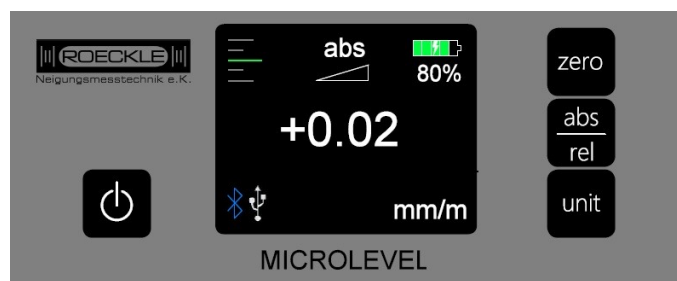 ROECKLE
Neigungsmesstechnik e.K.
abs
80%
+0.02
mm/m
zero
abs
rel
unit
MICROLEVEL